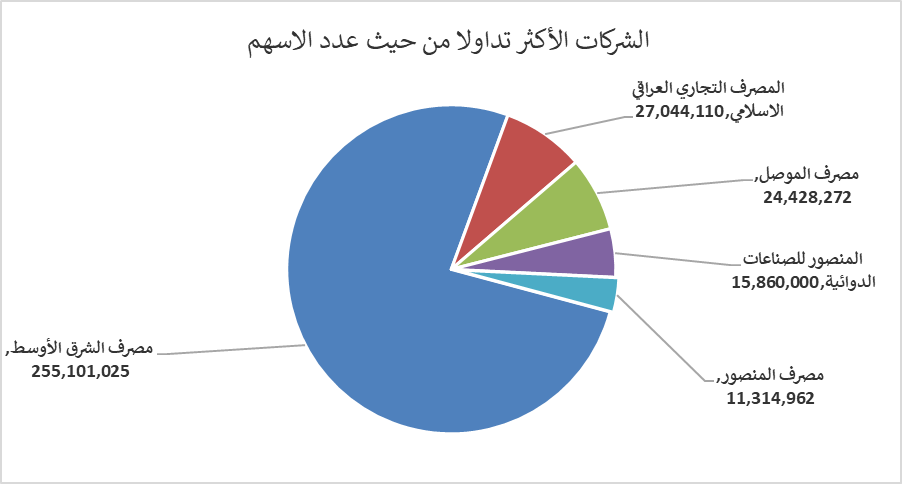 الشركات الأكثر تداولا من حيث عدد الاسهم
المصرف التجاري العراقي
الاسلامي, 27,044,110
مصرف الموصل,
24,428,272
المنصور للصناعات
الدوائية, 15,860,000
مصرف المنصور,
11,314,962
مصرف الشرق الأوسط,
255,101,025